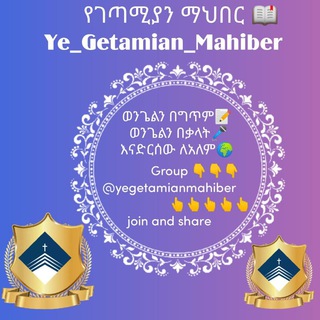 የገጣሚያን ማህበር 📖
Ye_Getamian_Mahiber
ወንጌልን በግጥም📝
ወንጌልን በቃላት🎤
እናድርሰው ለአለም🌍
Group 👇👇👇
@yegetamianmahiber
👆👆👆👆👆
join and share